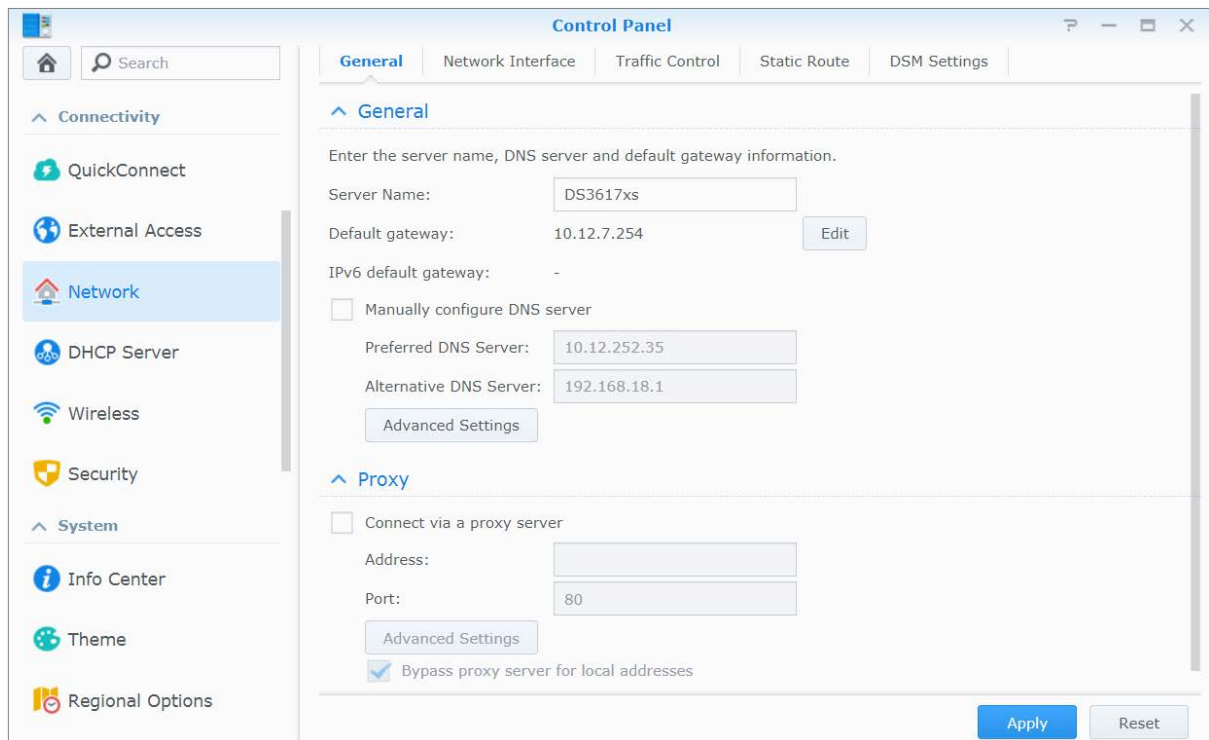 Control Panel
Search
Connectivity
QuickConnect
External Access
Network
DHCP Server
Wireless
Security
System
Info Center
Theme
Regional Options
General Network Interface Traffic Control Static Route DSM Settings
General
Enter the server name, DNS server and default gateway information.
Server Name: DS3617xs
Default gateway: 10.12.7.254 Edit
IPv6 default gateway: -
Manually configure DNS server
Preferred DNS Server: 10.12.252.35
Alternative DNS Server: 192.168.18.1
Advanced Settings
Proxy
Connect via a proxy server
Address:
Port: 80
Advanced Settings
Bypass proxy server for local addresses
Apply Reset